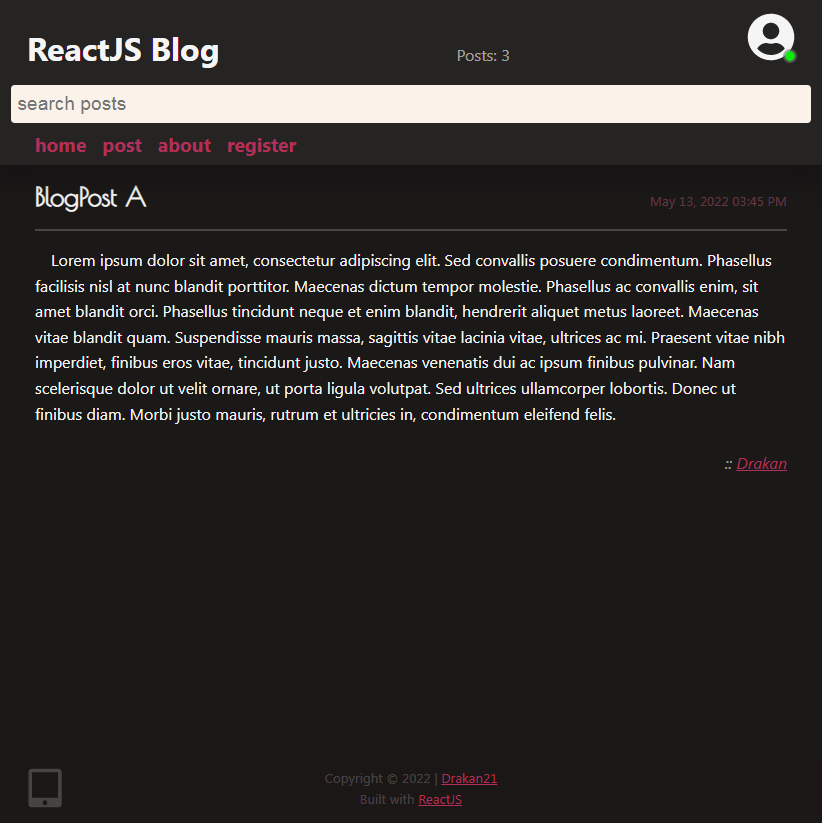 ReactJS Blog
Posts: 3
search posts
home post about register
BlogPost A
May 13, 2022 03:45 PM
Lorem ipsum dolor sit amet, consectetur adipiscing elit. Sed convallis posuere condimentum. Phasellus
facilisis nisl at nunc blandit porttitor. Maecenas dictum tempor molestie. Phasellus ac convallis enim, sit
amet blandit orci. Phasellus tincidunt neque et enim blandit, hendrerit aliquet metus laoreet. Maecenas
vitae blandit quam. Suspendisse mauris massa, sagittis vitae lacinia vitae, ultrices ac mi. Praesent vitae nibh
imperdiet, finibus eros vitae, tincidunt justo. Maecenas venenatis dui ac ipsum finibus pulvinar. Nam
scelerisque dolor ut velit ornare, ut porta ligula volutpat. Sed ultrices ullamcorper lobortis. Donec ut
finibus diam. Morbi justo mauris, rutrum et ultricies in, condimentum eleifend felis.
:: Drakan
Copyright © 2022 | Drakan21
Built with ReactJS